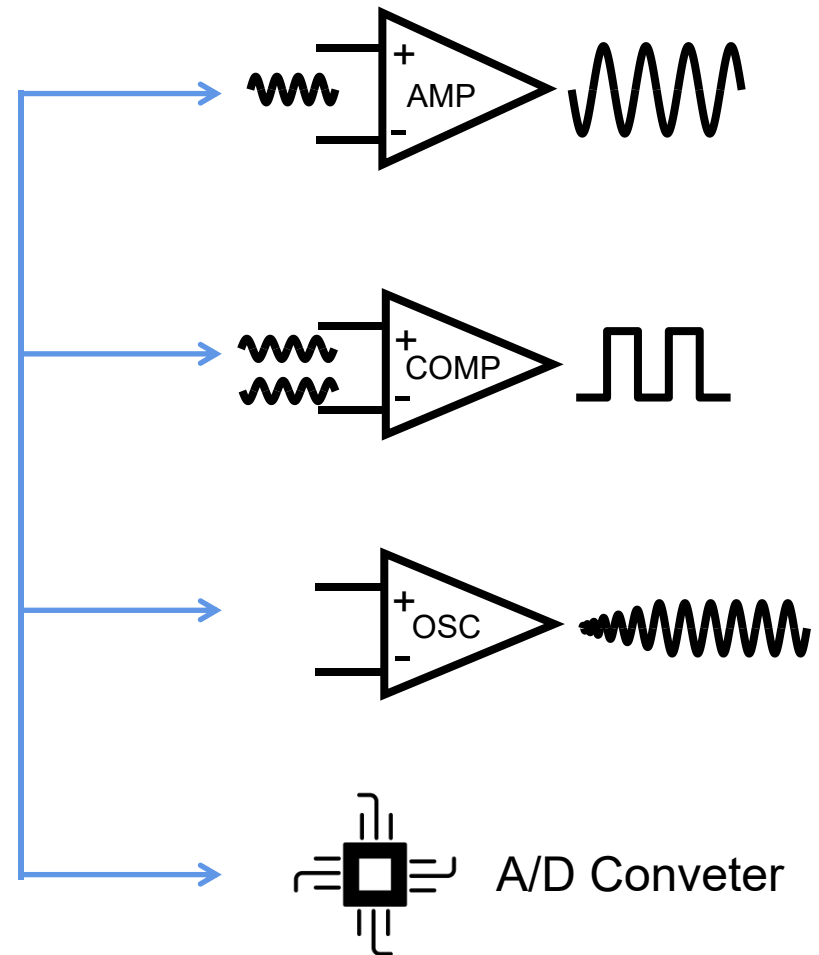 +
AMP
-
+
COMP
-
+
OSC
-
A/D Conveter